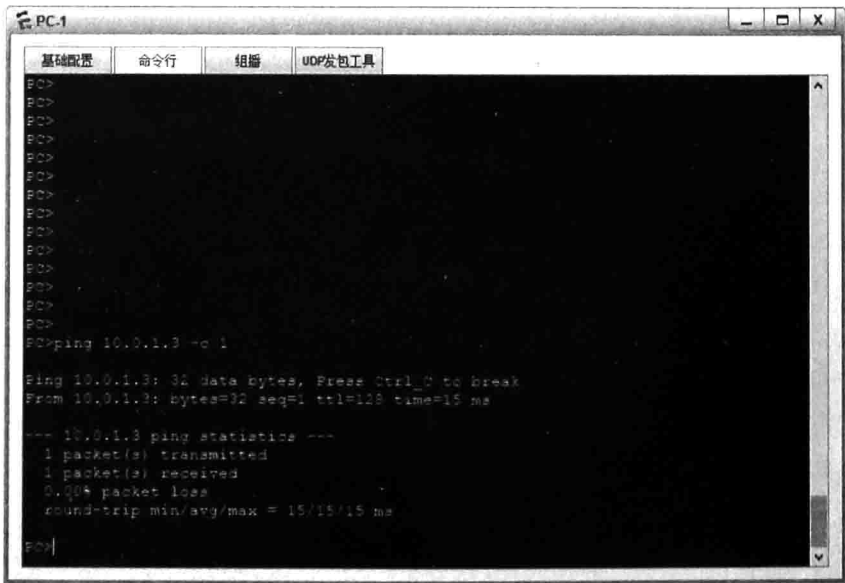 PC-1
基础配置 命令行 组播 UDP发包工具
PC>
PC>
PC>
PC>
PC>
PC>
PC>
PC>
PC>
PC>
PC>
PC>
PC>
PC>
PC>ping 10.0.1.3 -c 1
Ping 10.0.1.3: 32 data bytes, Press Ctrl_C to break
From 10.0.1.3: bytes=32 seq=1 ttl=128 time=15 ms
--- 10.0.1.3 ping statistics ---
1 packet(s) transmitted
1 packet(s) received
0.00% packet loss
round-trip min/avg/max = 15/15/15 ms
PC>